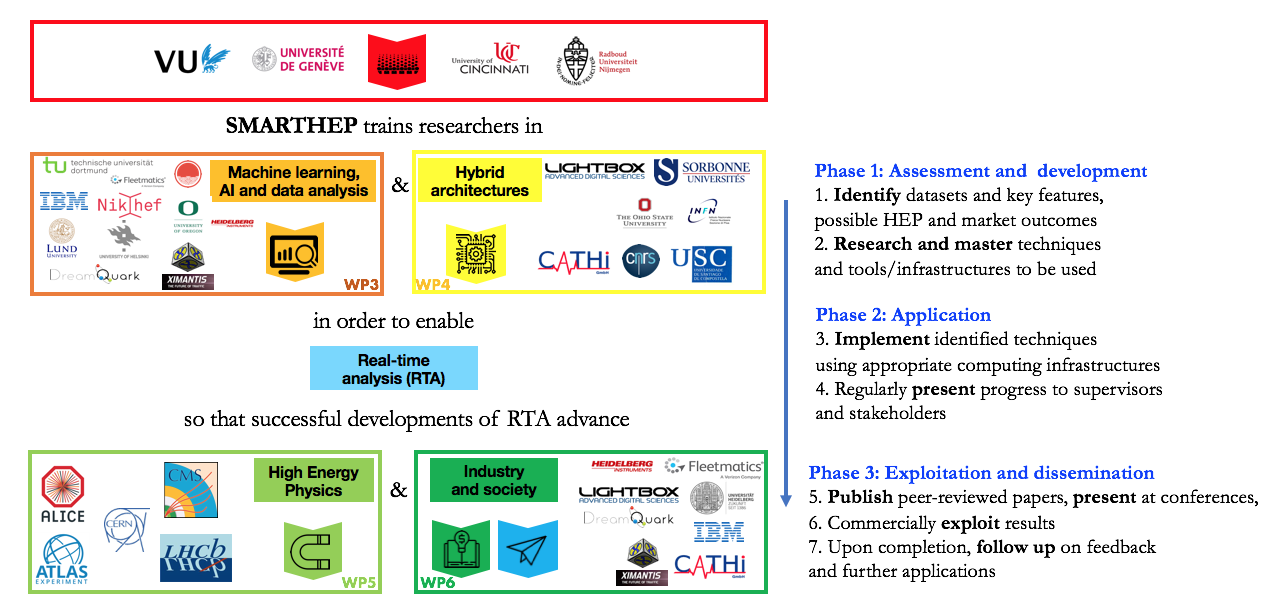 VU
UNIVERSITÉ
DE GENÈVE
University of
CINCINNATI
Radboud
Universiteit
Nijmegen
SMARTHEP trains researchers in
tu technische universität
dortmund
Fleetmatics
IBM
Nikhef
UNIVERSITY
OF OREGON
HEIDELBERG
INSTRUMENTS
LUND
UNIVERSITY
UNIVERSITY OF HELSINKI
DreamQuark
XIMANTIS
THE FUTURE OF TRAFFIC
Machine learning,
AI and data analysis
WP3
&
Hybrid
architectures
WP4
LIGHTBOX
ADVANCED DIGITAL SCIENCES
SORBONNE
UNIVERSITÉS
THE OHIO STATE
UNIVERSITY
INFN
CATHi
GmbH
cnrs
USC
UNIVERSIDADE
DE SANTIAGO
DE COMPOSTELA
in order to enable
Real-time
analysis (RTA)
so that successful developments of RTA advance
ALICE
CMS
CERN
ATLAS
EXPERIMENT
LHCb
LHCb
High Energy
Physics
WP5
&
Industry
and society
WP6
HEIDELBERG
INSTRUMENTS
Fleetmatics
A Verizon Company
LIGHTBOX
ADVANCED DIGITAL SCIENCES
UNIVERSITÄT
HEIDELBERG
ZUKUNFT
SEIT 1386
DreamQuark
IBM
XIMANTIS
THE FUTURE OF TRAFFIC
CATHi
GmbH
Phase 1: Assessment and development
1. Identify datasets and key features,
possible HEP and market outcomes
2. Research and master techniques
and tools/infrastructures to be used
Phase 2: Application
3. Implement identified techniques
using appropriate computing infrastructures
4. Regularly present progress to supervisors
and stakeholders
Phase 3: Exploitation and dissemination
5. Publish peer-reviewed papers, present at conferences,
6. Commercially exploit results
7. Upon completion, follow up on feedback
and further applications